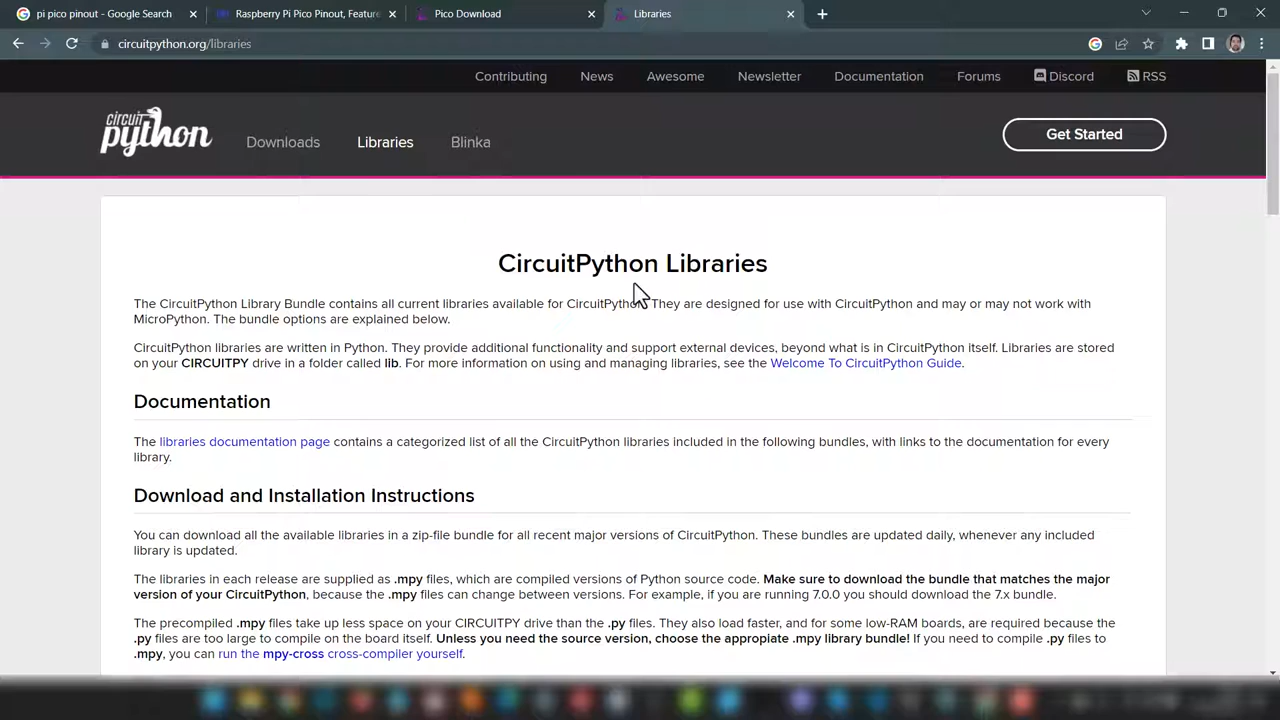 pi pico pinout - Google Search
Raspberry Pi Pico Pinout, Feature
Pico Download
Libraries
circuitpython.org/libraries
Contributing News Awesome Newsletter Documentation Forums Discord RSS
circuit python
Downloads Libraries Blinka
Get Started
CircuitPython Libraries
The CircuitPython Library Bundle contains all current libraries available for CircuitPython. They are designed for use with CircuitPython and may or may not work with
MicroPython. The bundle options are explained below.
CircuitPython libraries are written in Python. They provide additional functionality and support external devices, beyond what is in CircuitPython itself. Libraries are stored
on your CIRCUITPY drive in a folder called lib. For more information on using and managing libraries, see the Welcome To CircuitPython Guide.
Documentation
The libraries documentation page contains a categorized list of all the CircuitPython libraries included in the following bundles, with links to the documentation for every
library.
Download and Installation Instructions
You can download all the available libraries in a zip-file bundle for all recent major versions of CircuitPython. These bundles are updated daily, whenever any included
library is updated.
The libraries in each release are supplied as .mpy files, which are compiled versions of Python source code. Make sure to download the bundle that matches the major
version of your CircuitPython, because the .mpy files can change between versions. For example, if you are running 7.0.0 you should download the 7.x bundle.
The precompiled .mpy files take up less space on your CIRCUITPY drive than the .py files. They also load faster, and for some low-RAM boards, are required because the
.py files are too large to compile on the board itself. Unless you need the source version, choose the appropiate .mpy library bundle! If you need to compile .py files to
.mpy, you can run the mpy-cross cross-compiler yourself.